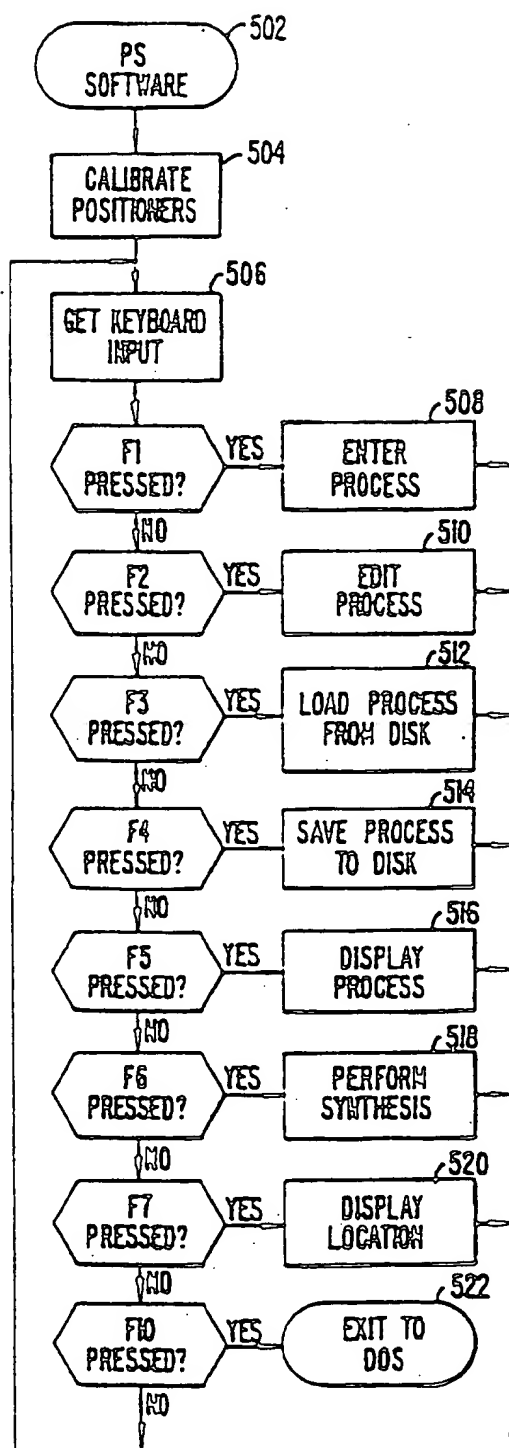 502
PS
SOFTWARE
504
CALIBRATE
POSITIONERS
506
GET KEYBOARD
INPUT
508
F1
PRESSED?
YES
ENTER
PROCESS
NO
510
F2
PRESSED?
YES
EDIT
PROCESS
NO
512
F3
PRESSED?
YES
LOAD PROCESS
FROM DISK
NO
514
F4
PRESSED?
YES
SAVE PROCESS
TO DISK
NO
516
F5
PRESSED?
YES
DISPLAY
PROCESS
NO
518
F6
PRESSED?
YES
PERFORM
SYNTHESIS
NO
520
F7
PRESSED?
YES
DISPLAY
LOCATION
NO
522
F10
PRESSED?
YES
EXIT TO
DOS
NO